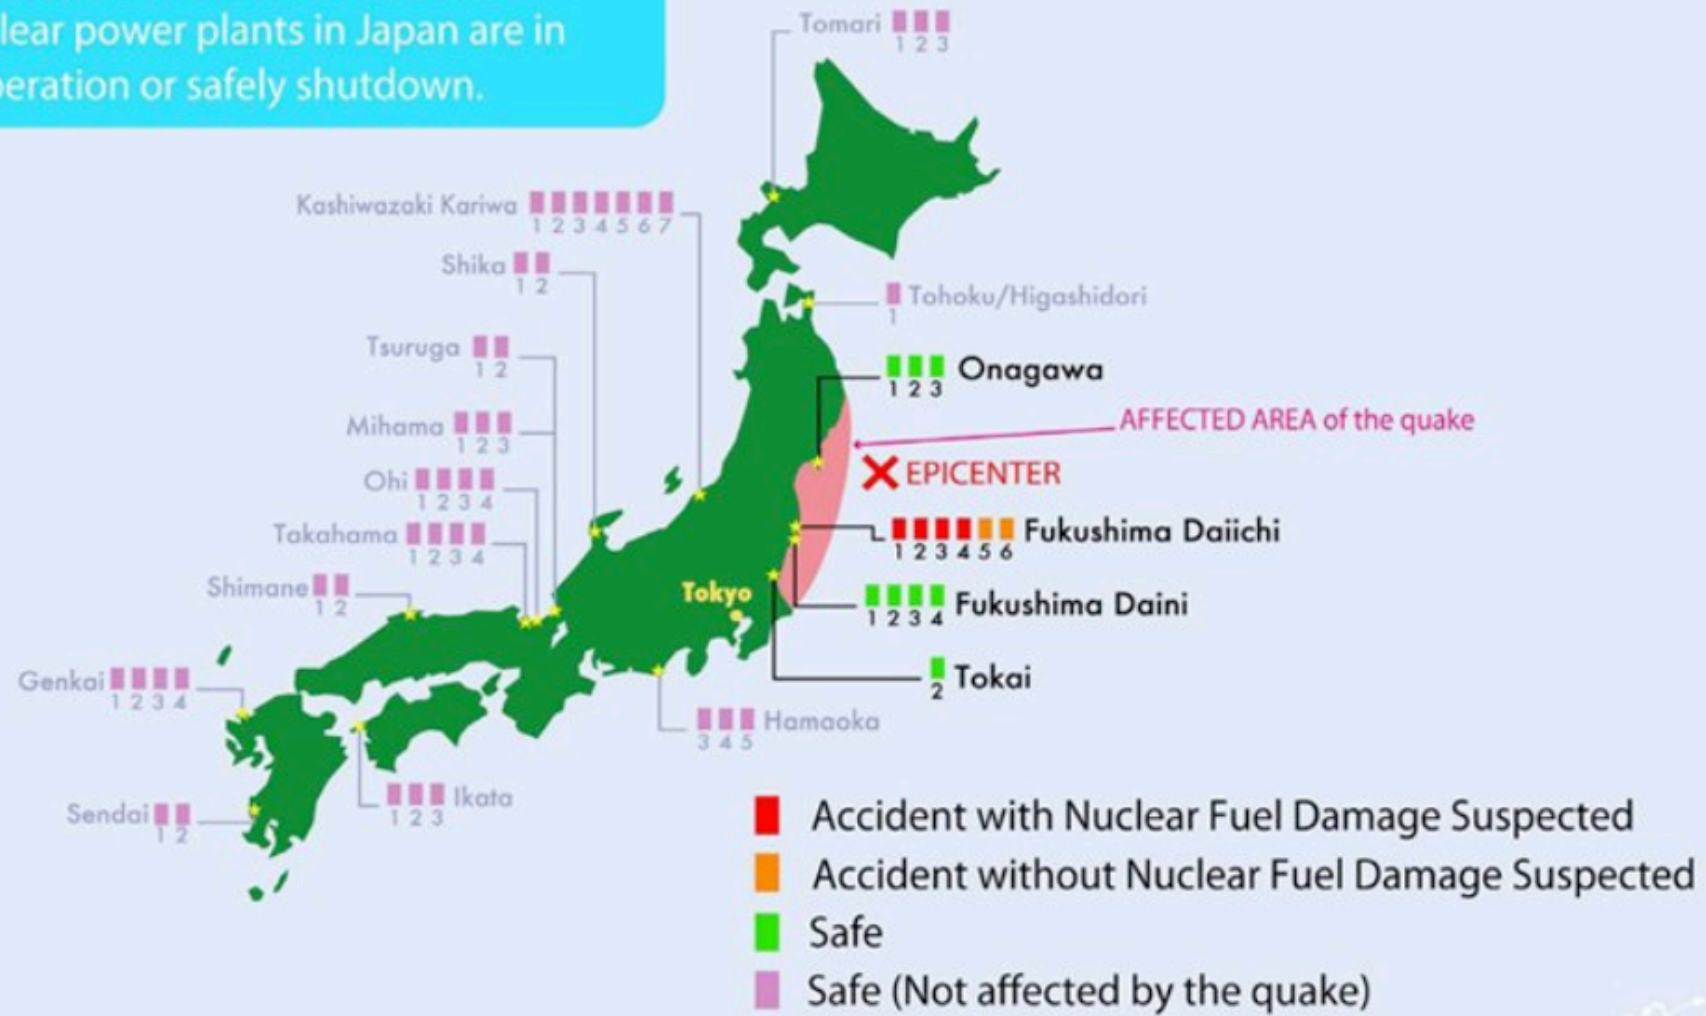 lear power plants in Japan are in
eration or safely shutdown.
Tomari
1 2 3
Kashiwazaki Kariwa
1 2 3 4 5 6 7
Shika
1 2
Tohoku/Higashidori
1
Tsuruga
1 2
Onagawa
1 2 3
Mihama
1 2 3
AFFECTED AREA of the quake
EPICENTER
Ohi
1 2 3 4
Takahama
1 2 3 4
Fukushima Daiichi
1 2 3 4 5 6
Shimane
1 2
Tokyo
Fukushima Daini
1 2 3 4
Genkai
1 2 3 4
Tokai
2
Hamaoka
3 4 5
Ikata
1 2 3
Sendai
1 2
Accident with Nuclear Fuel Damage Suspected
Accident without Nuclear Fuel Damage Suspected
Safe
Safe (Not affected by the quake)